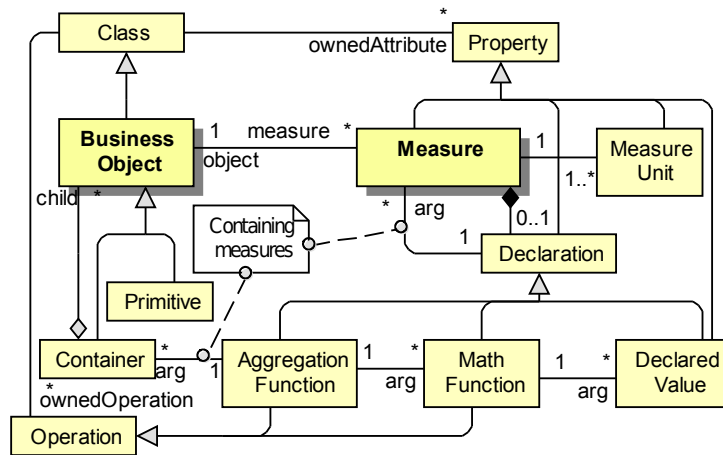 *
Class
ownedAttribute
Property
Business
Object
1
measure
*
object
Measure
1
1..*
Measure
Unit
child
*
*
arg
0..1
Containing
measures
1
Declaration
Primitive
Container
*
arg
1
Aggregation
Function
1
*
arg
Math
Function
1
*
arg
Declared
Value
*
ownedOperation
Operation